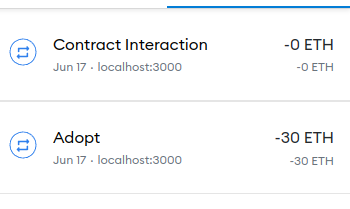 Contract Interaction -0 ETH
Jun 17 · localhost:3000 -0 ETH
Adopt -30 ETH
Jun 17 · localhost:3000 -30 ETH